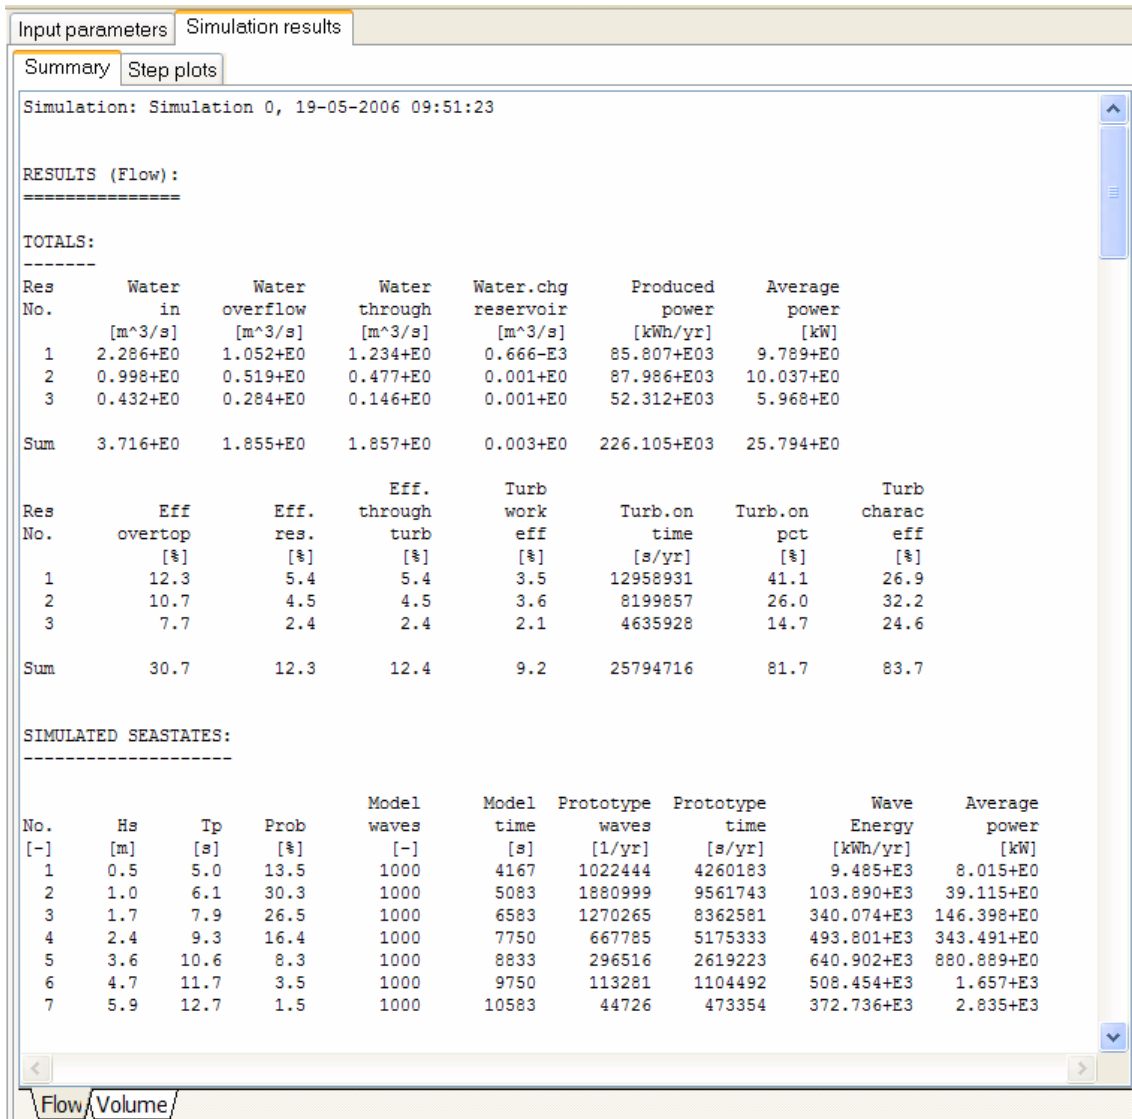 Input parameters Simulation results
Summary Step plots
Simulation: Simulation 0, 19-05-2006 09:51:23
RESULTS (Flow):
===============
TOTALS:
-------
Res Water Water Water Water.chg Produced Average
No. in overflow through reservoir power power
[m^3/s] [m^3/s] [m^3/s] [m^3/s] [kWh/yr] [kW]
1 2.286+E0 1.052+E0 1.234+E0 0.666-E3 85.807+E03 9.789+E0
2 0.998+E0 0.519+E0 0.477+E0 0.001+E0 87.986+E03 10.037+E0
3 0.432+E0 0.284+E0 0.146+E0 0.001+E0 52.312+E03 5.968+E0
Sum 3.716+E0 1.855+E0 1.857+E0 0.003+E0 226.105+E03 25.794+E0
Eff. Turb Turb
Res Eff Eff. through work Turb.on Turb.on charac
No. overtop res. turb eff time pct eff
[%] [%] [%] [%] [s/yr] [%] [%]
1 12.3 5.4 5.4 3.5 12958931 41.1 26.9
2 10.7 4.5 4.5 3.6 8199857 26.0 32.2
3 7.7 2.4 2.4 2.1 4635928 14.7 24.6
Sum 30.7 12.3 12.4 9.2 25794716 81.7 83.7
SIMULATED SEASTATES:
--------------------
Model Model Prototype Prototype Wave Average
No. Hs Tp Prob waves time waves time Energy power
[-] [m] [s] [%] [-] [s] [1/yr] [s/yr] [kWh/yr] [kW]
1 0.5 5.0 13.5 1000 4167 1022444 4260183 9.485+E3 8.015+E0
2 1.0 6.1 30.3 1000 5083 1880999 9561743 103.890+E3 39.115+E0
3 1.7 7.9 26.5 1000 6583 1270265 8362581 340.074+E3 146.398+E0
4 2.4 9.3 16.4 1000 7750 667785 5175333 493.801+E3 343.491+E0
5 3.6 10.6 8.3 1000 8833 296516 2619223 640.902+E3 880.889+E0
6 4.7 11.7 3.5 1000 9750 113281 1104492 508.454+E3 1.657+E3
7 5.9 12.7 1.5 1000 10583 44726 473354 372.736+E3 2.835+E3
Flow Volume